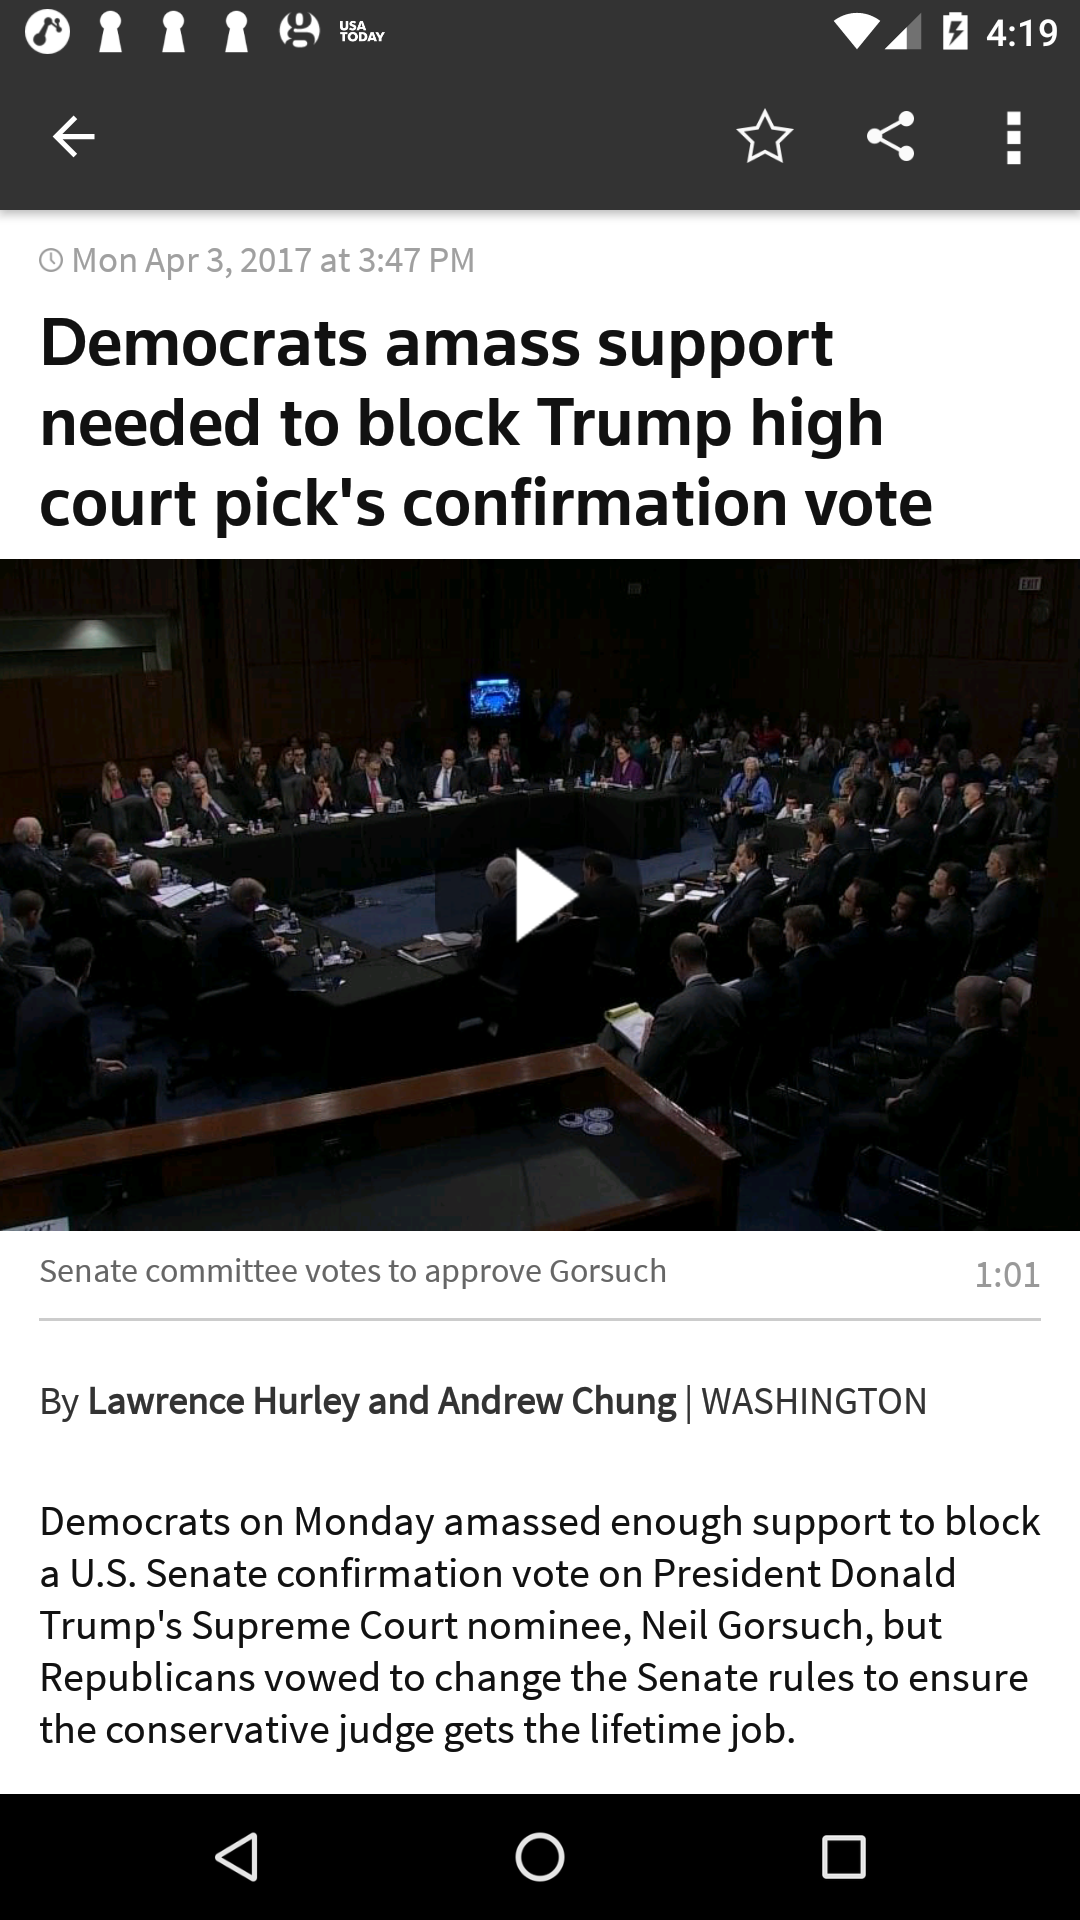 USA
TODAY
4:19
Mon Apr 3, 2017 at 3:47 PM
Democrats amass support
needed to block Trump high
court pick's confirmation vote
EXIT
Senate committee votes to approve Gorsuch
1:01
By Lawrence Hurley and Andrew Chung | WASHINGTON
Democrats on Monday amassed enough support to block
a U.S. Senate confirmation vote on President Donald
Trump's Supreme Court nominee, Neil Gorsuch, but
Republicans vowed to change the Senate rules to ensure
the conservative judge gets the lifetime job.